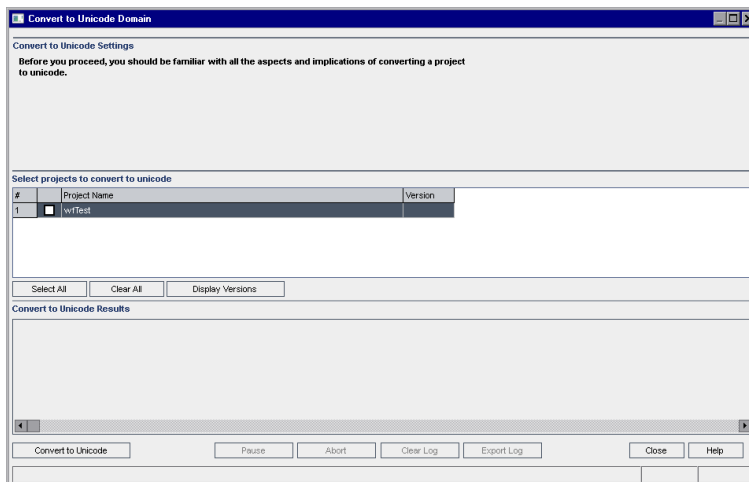 Convert to Unicode Domain
Convert to Unicode Settings
Before you proceed, you should be familiar with all the aspects and implications of converting a project
to unicode.
Select projects to convert to unicode
# Project Name Version
1 wfTest
Select All Clear All Display Versions
Convert to Unicode Results
Convert to Unicode Pause Abort Clear Log Export Log Close Help